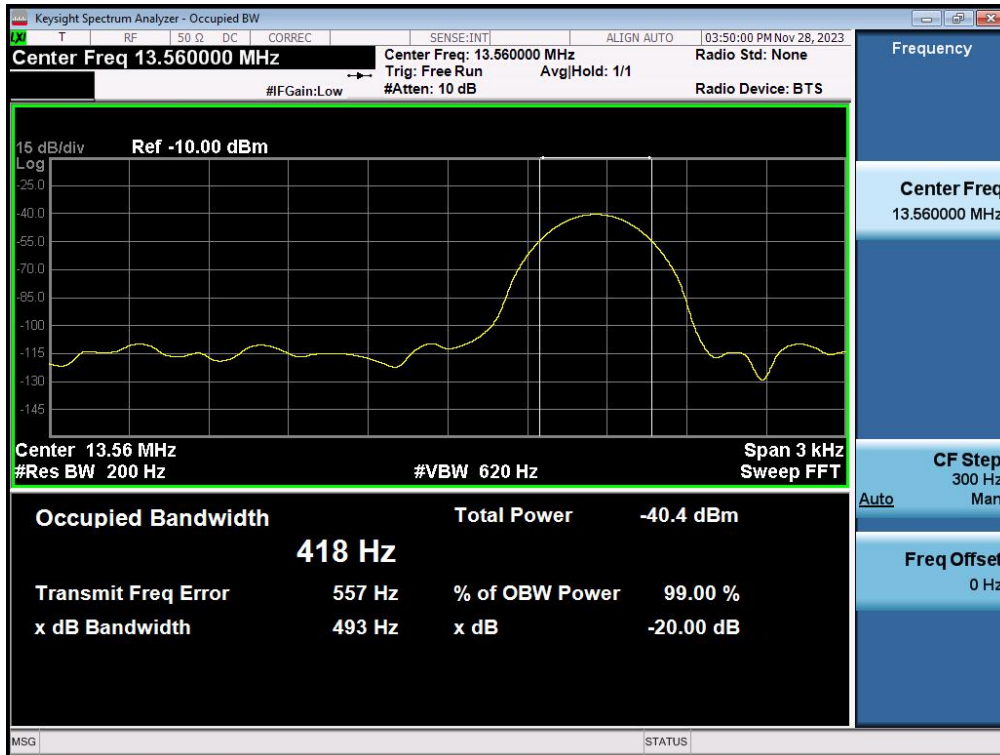 Keysight Spectrum Analyzer - Occupied BW
LXI T RF 50 Ω DC CORREC SENSE:INT ALIGN AUTO 03:50:00 PM Nov 28, 2023
Center Freq 13.560000 MHz
Center Freq: 13.560000 MHz Radio Std: None
Trig: Free Run Avg|Hold: 1/1
#IFGain:Low #Atten: 10 dB Radio Device: BTS
15 dB/div Ref -10.00 dBm
Log
-25.0
-40.0
-55.0
-70.0
-85.0
-100
-115
-130
-145
Center 13.56 MHz Span 3 kHz
#Res BW 200 Hz #VBW 620 Hz Sweep FFT
Occupied Bandwidth Total Power -40.4 dBm
418 Hz
Transmit Freq Error 557 Hz % of OBW Power 99.00 %
x dB Bandwidth 493 Hz x dB -20.00 dB
MSG STATUS
Frequency
Center Freq
13.560000 MHz
CF Step
300 Hz
Auto Man
Freq Offset
0 Hz